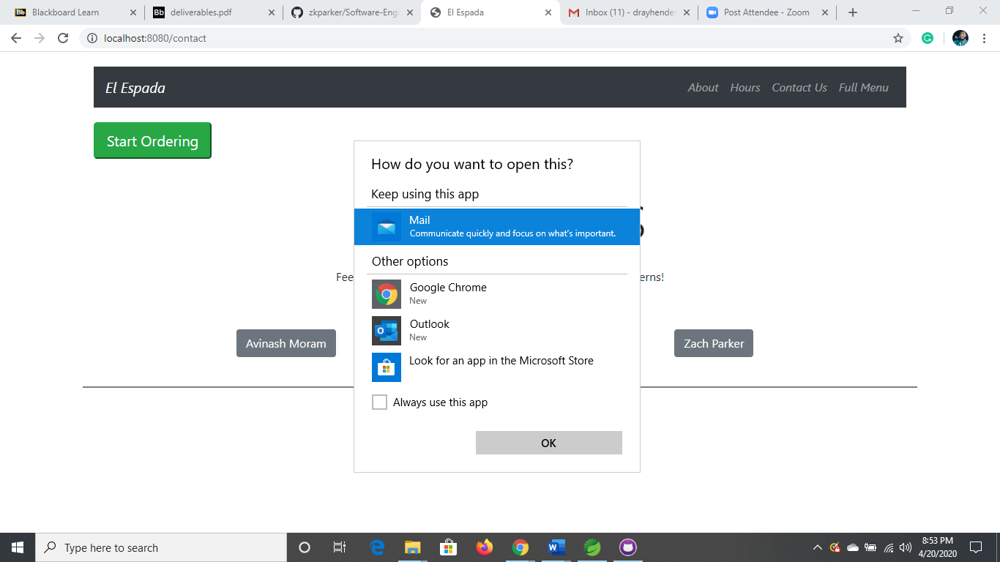 Blackboard Learn
deliverables.pdf
zkparker/Software-Eng
El Espada
Inbox (11) - drayhender
Post Attendee - Zoom
localhost:8080/contact
El Espada
About Hours Contact Us Full Menu
Start Ordering
How do you want to open this?
Keep using this app
Mail
Communicate quickly and focus on what's important.
Other options
Fee
erns!
Google Chrome
New
Outlook
New
Look for an app in the Microsoft Store
Avinash Moram
Zach Parker
Always use this app
OK
Type here to search
8:53 PM
4/20/2020